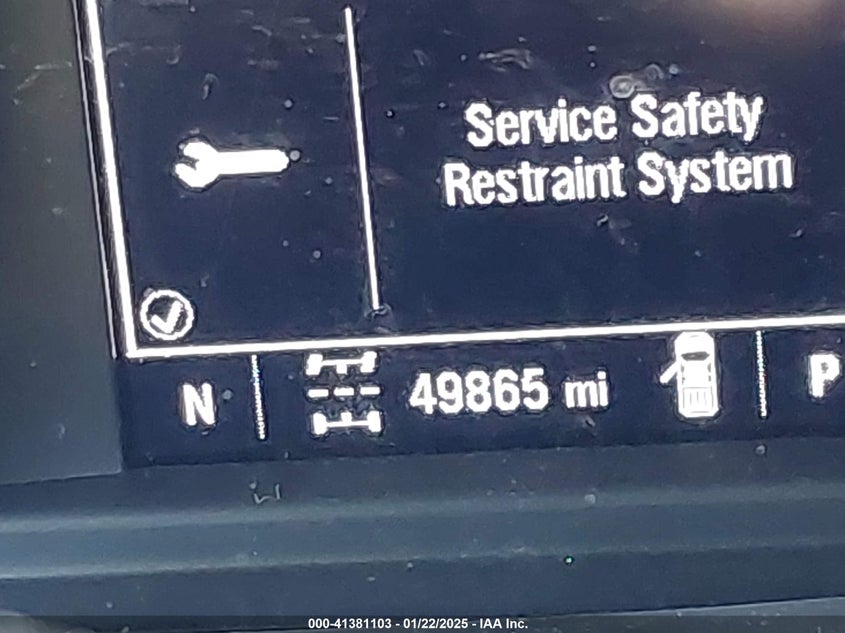 Service Safety
Restraint System
N 49865 mi P
000-41381103 - 01/22/2025 - IAA Inc.